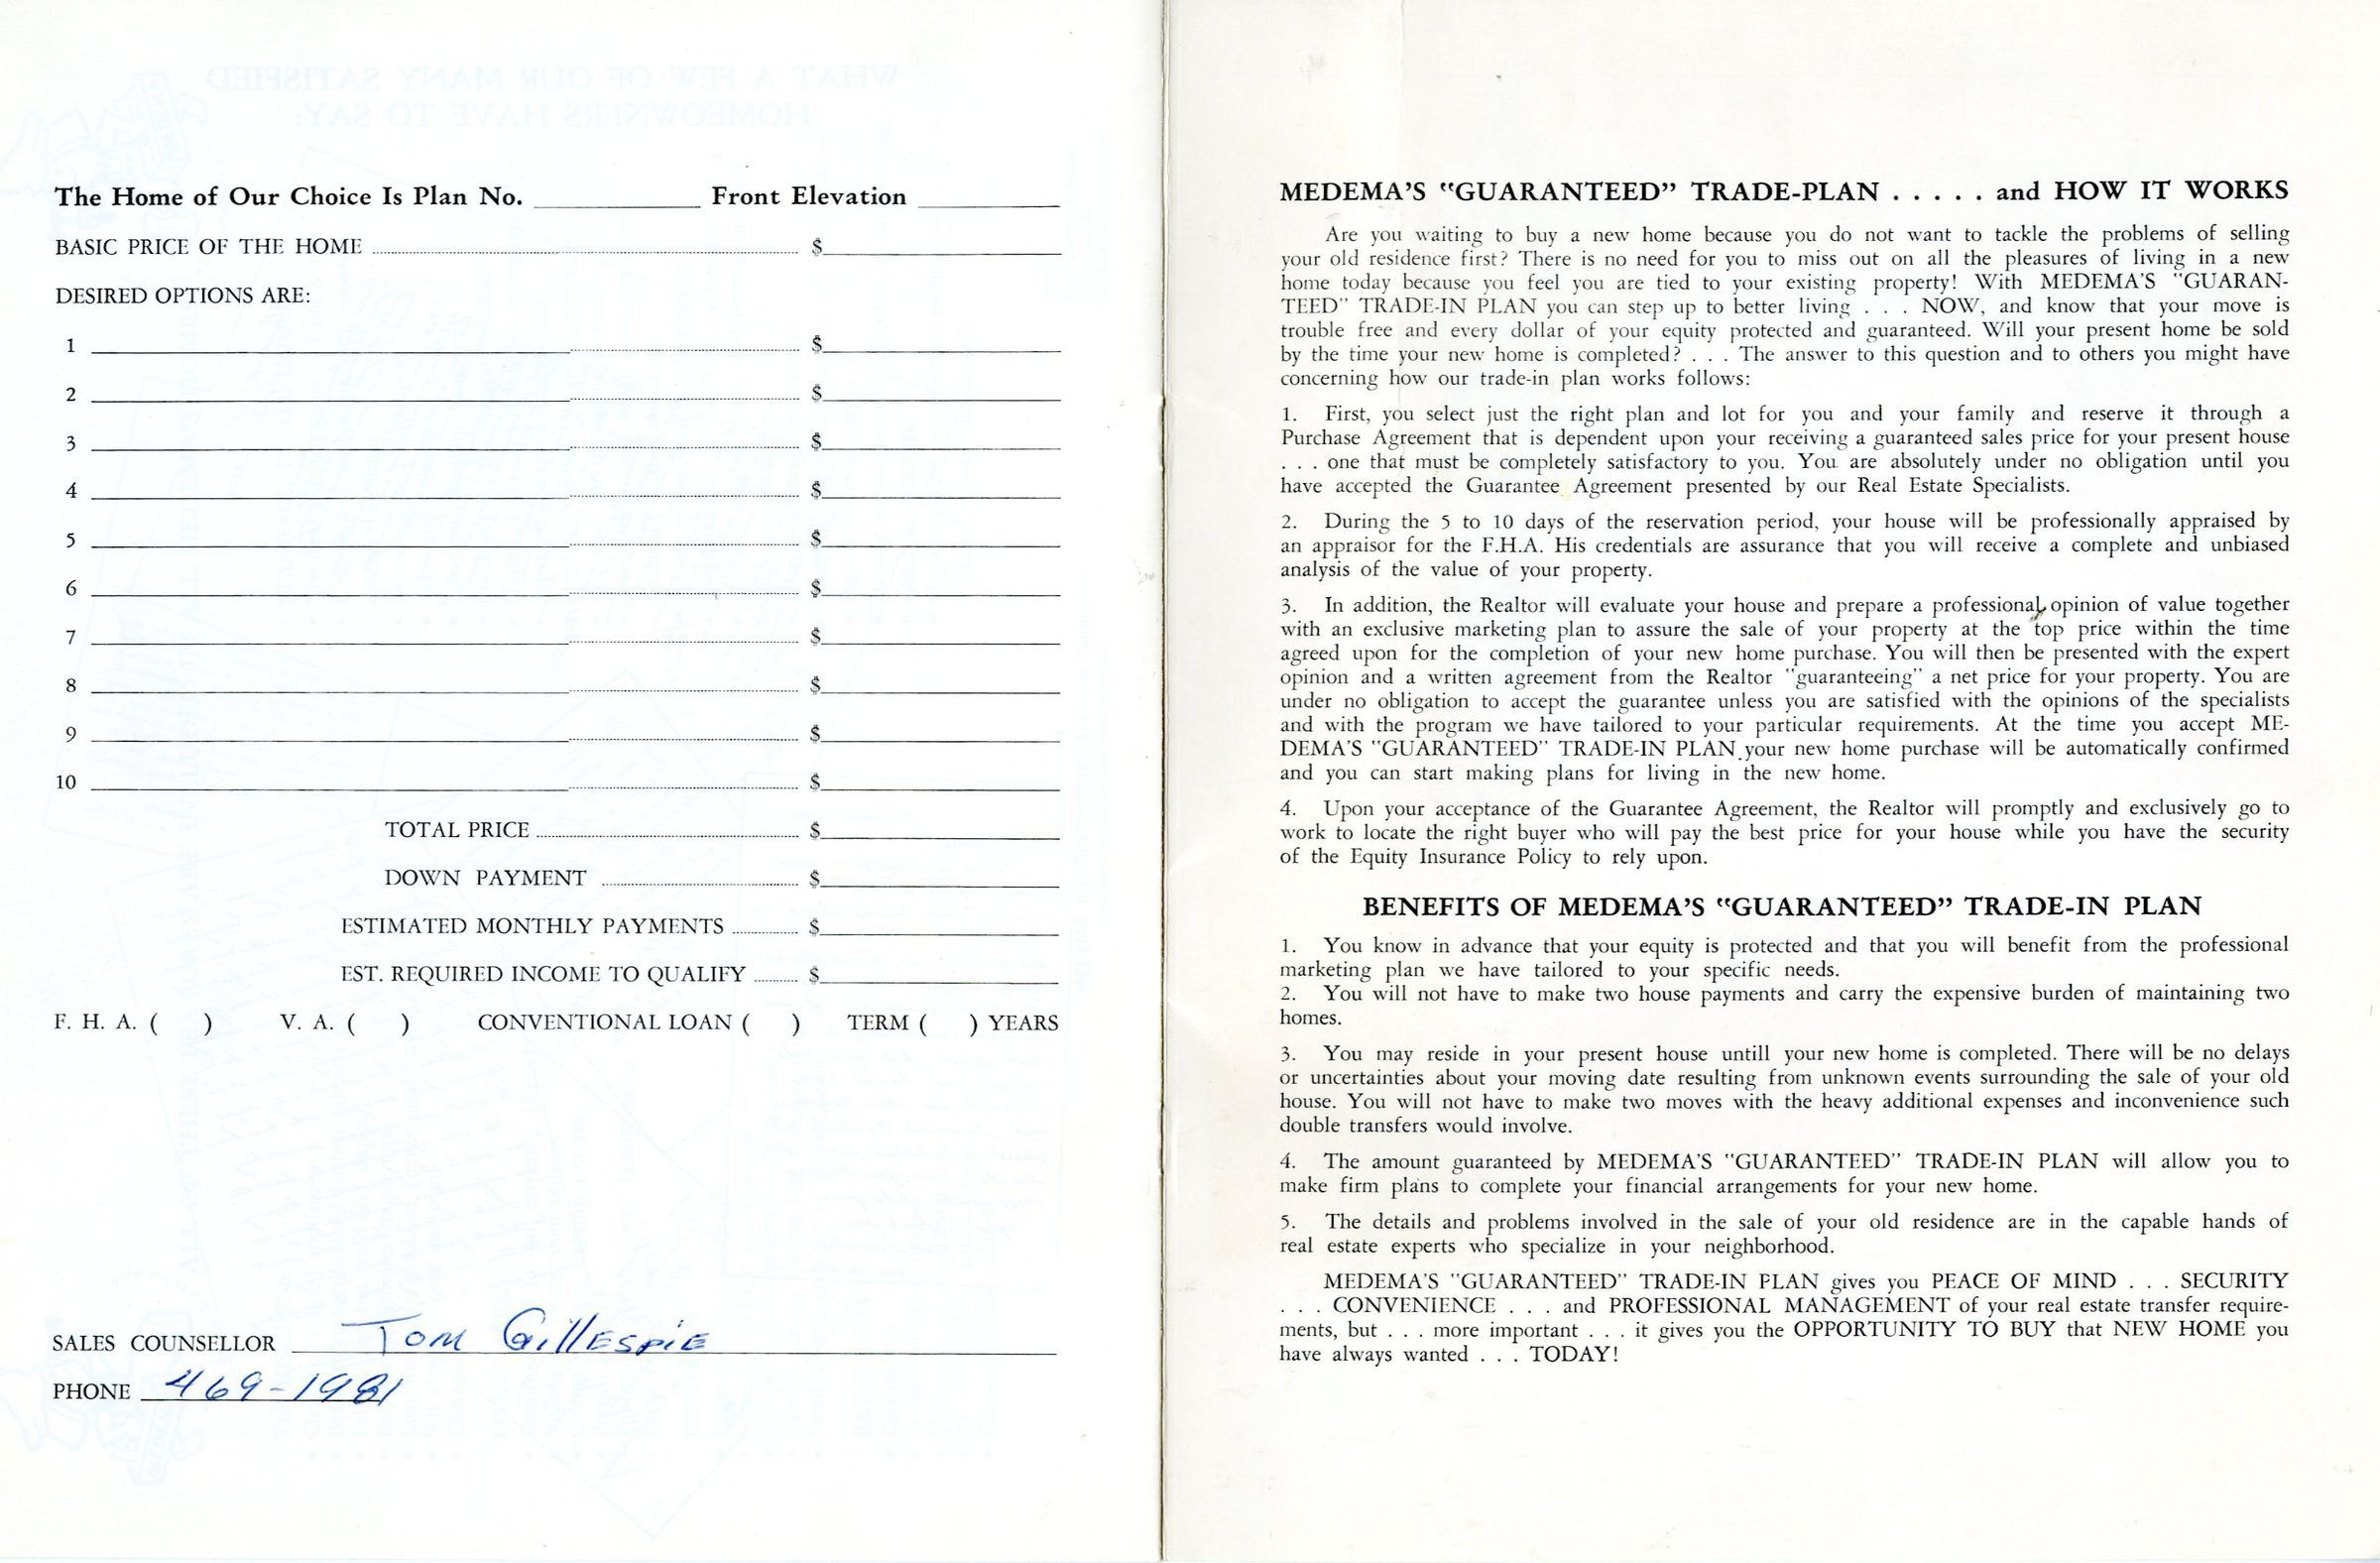 The Home of Our Choice Is Plan No. __________ Front Elevation __________
BASIC PRICE OF THE HOME .......... $__________
DESIRED OPTIONS ARE:
1 __________ .......... $__________
2 __________ .......... $__________
3 __________ .......... $__________
4 __________ .......... $__________
5 __________ .......... $__________
6 __________ .......... $__________
7 __________ .......... $__________
8 __________ .......... $__________
9 __________ .......... $__________
10 __________ .......... $__________
TOTAL PRICE .......... $__________
DOWN PAYMENT .......... $__________
ESTIMATED MONTHLY PAYMENTS .......... $__________
EST. REQUIRED INCOME TO QUALIFY .......... $__________
F. H. A. ( ) V. A. ( ) CONVENTIONAL LOAN ( ) TERM ( ) YEARS
SALES COUNSELLOR Tom Gillespie
PHONE 469-1981
MEDEMA'S "GUARANTEED" TRADE-PLAN . . . . . and HOW IT WORKS
Are you waiting to buy a new home because you do not want to tackle the problems of selling
your old residence first? There is no need for you to miss out on all the pleasures of living in a new
home today because you feel you are tied to your existing property! With MEDEMA'S "GUARAN-
TEED" TRADE-IN PLAN you can step up to better living . . . NOW, and know that your move is
trouble free and every dollar of your equity protected and guaranteed. Will your present home be sold
by the time your new home is completed? . . . The answer to this question and to others you might have
concerning how our trade-in plan works follows:
1. First, you select just the right plan and lot for you and your family and reserve it through a
Purchase Agreement that is dependent upon your receiving a guaranteed sales price for your present house
. . . one that must be completely satisfactory to you. You are absolutely under no obligation until you
have accepted the Guarantee Agreement presented by our Real Estate Specialists.
2. During the 5 to 10 days of the reservation period, your house will be professionally appraised by
an appraisor for the F.H.A. His credentials are assurance that you will receive a complete and unbiased
analysis of the value of your property.
3. In addition, the Realtor will evaluate your house and prepare a professional opinion of value together
with an exclusive marketing plan to assure the sale of your property at the top price within the time
agreed upon for the completion of your new home purchase. You will then be presented with the expert
opinion and a written agreement from the Realtor "guaranteeing" a net price for your property. You are
under no obligation to accept the guarantee unless you are satisfied with the opinions of the specialists
and with the program we have tailored to your particular requirements. At the time you accept ME-
DEMA'S "GUARANTEED" TRADE-IN PLAN your new home purchase will be automatically confirmed
and you can start making plans for living in the new home.
4. Upon your acceptance of the Guarantee Agreement, the Realtor will promptly and exclusively go to
work to locate the right buyer who will pay the best price for your house while you have the security
of the Equity Insurance Policy to rely upon.
BENEFITS OF MEDEMA'S "GUARANTEED" TRADE-IN PLAN
1. You know in advance that your equity is protected and that you will benefit from the professional
marketing plan we have tailored to your specific needs.
2. You will not have to make two house payments and carry the expensive burden of maintaining two
homes.
3. You may reside in your present house untill your new home is completed. There will be no delays
or uncertainties about your moving date resulting from unknown events surrounding the sale of your old
house. You will not have to make two moves with the heavy additional expenses and inconvenience such
double transfers would involve.
4. The amount guaranteed by MEDEMA'S "GUARANTEED" TRADE-IN PLAN will allow you to
make firm plans to complete your financial arrangements for your new home.
5. The details and problems involved in the sale of your old residence are in the capable hands of
real estate experts who specialize in your neighborhood.
MEDEMA'S "GUARANTEED" TRADE-IN PLAN gives you PEACE OF MIND . . . SECURITY
. . . CONVENIENCE . . . and PROFESSIONAL MANAGEMENT of your real estate transfer require-
ments, but . . . more important . . . it gives you the OPPORTUNITY TO BUY that NEW HOME you
have always wanted . . . TODAY!